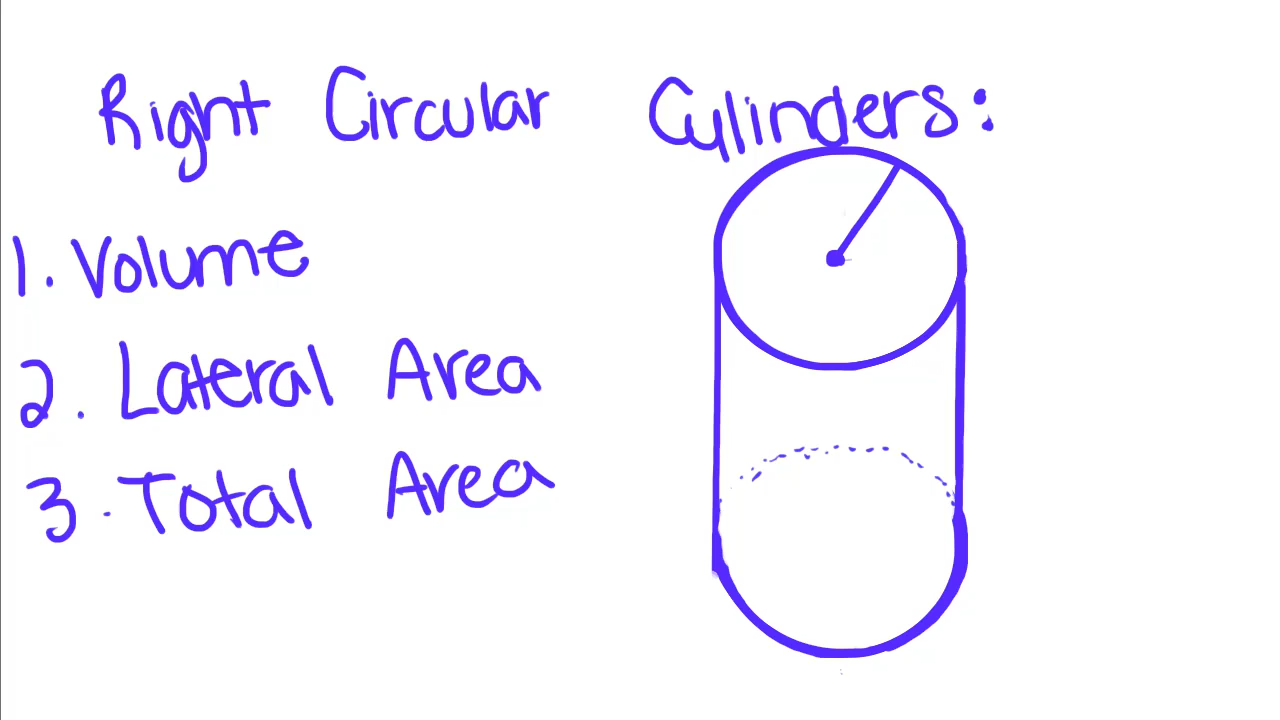 Right Circular Cylinders:
1. Volume
2. Lateral Area
3. Total Area